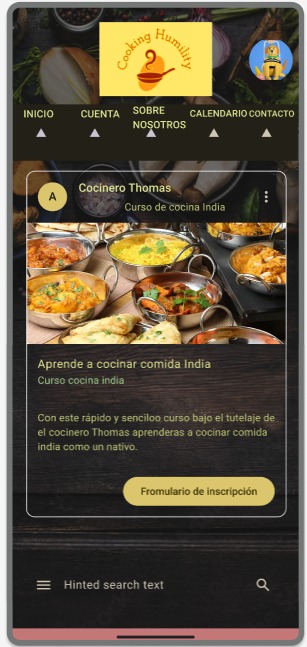 Cooking Humility
INICIO
CUENTA
SOBRE
NOSOTROS
CALENDARIO
CONTACTO
A
Cocinero Thomas
Curso de cocina India
Aprende a cocinar comida India
Curso cocina india
Con este rápido y senciloo curso bajo el tutelaje de
el cocinero Thomas aprenderas a cocinar comida
india como un nativo.
Fromulario de inscripción
Hinted search text